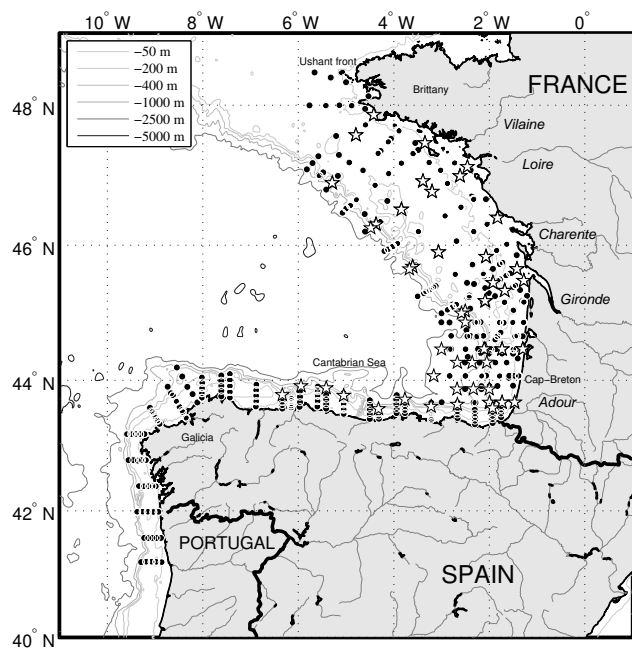 10° W 8° W 6° W 4° W 2° W 0°
−50 m
−200 m
−400 m
−1000 m
−2500 m
−5000 m
Ushant front
Brittany
FRANCE
48° N
Vilaine
Loire
46° N
Charente
Gironde
Cantabrian Sea
44° N
Cap−Breton
Adour
Galicia
42° N
PORTUGAL
SPAIN
40° N